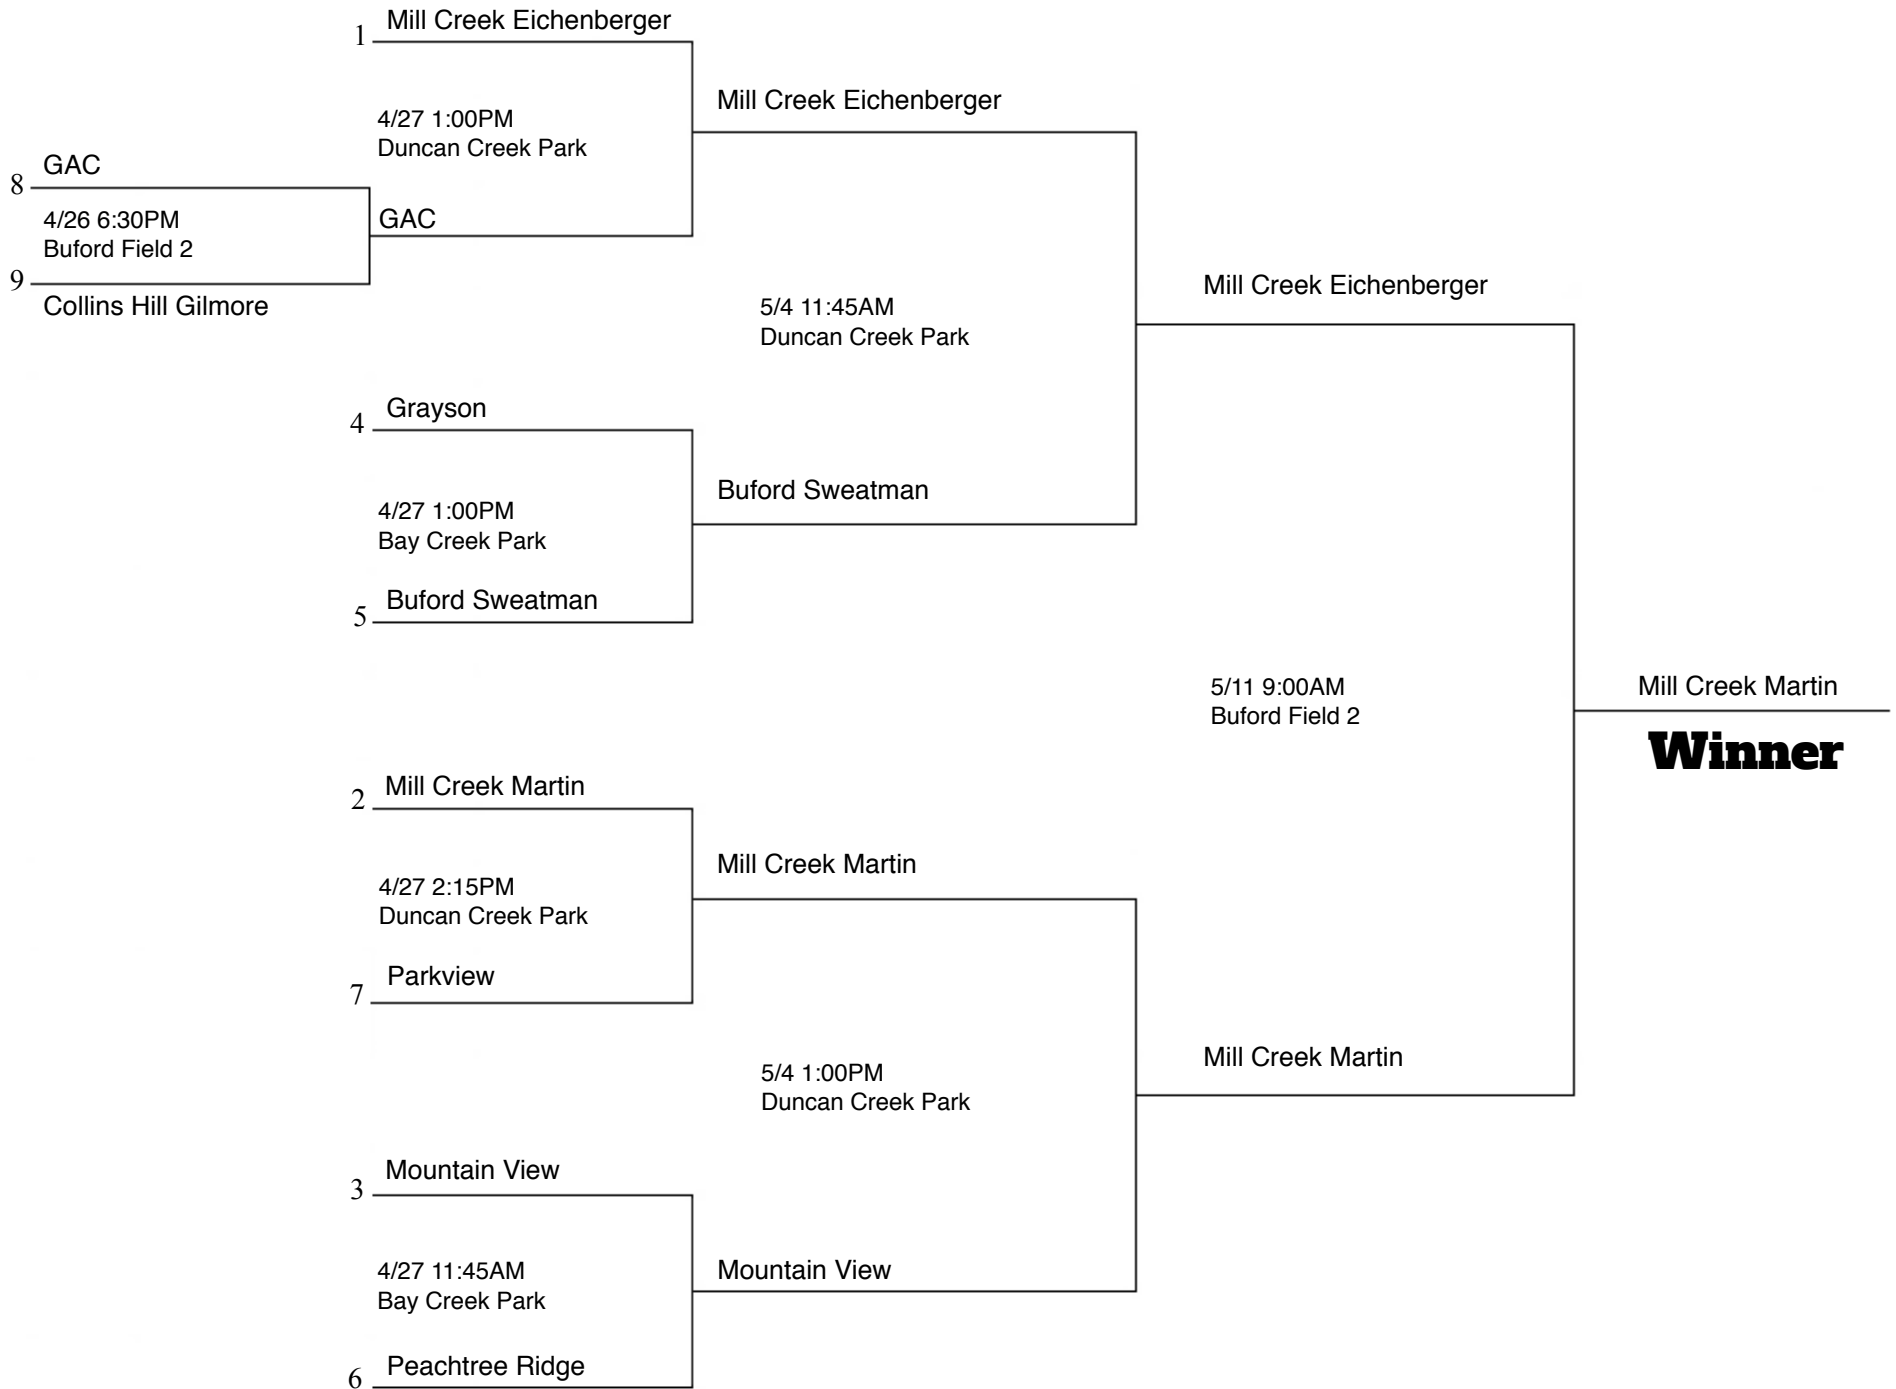 1 Mill Creek Eichenberger
4/27 1:00PM
Duncan Creek Park
Mill Creek Eichenberger
8 GAC
4/26 6:30PM
Buford Field 2
9
Collins Hill Gilmore
GAC
5/4 11:45AM
Duncan Creek Park
Mill Creek Eichenberger
4 Grayson
4/27 1:00PM
Bay Creek Park
5 Buford Sweatman
Buford Sweatman
5/11 9:00AM
Buford Field 2
Mill Creek Martin
Winner
2 Mill Creek Martin
4/27 2:15PM
Duncan Creek Park
7 Parkview
Mill Creek Martin
5/4 1:00PM
Duncan Creek Park
Mill Creek Martin
3 Mountain View
4/27 11:45AM
Bay Creek Park
6 Peachtree Ridge
Mountain View